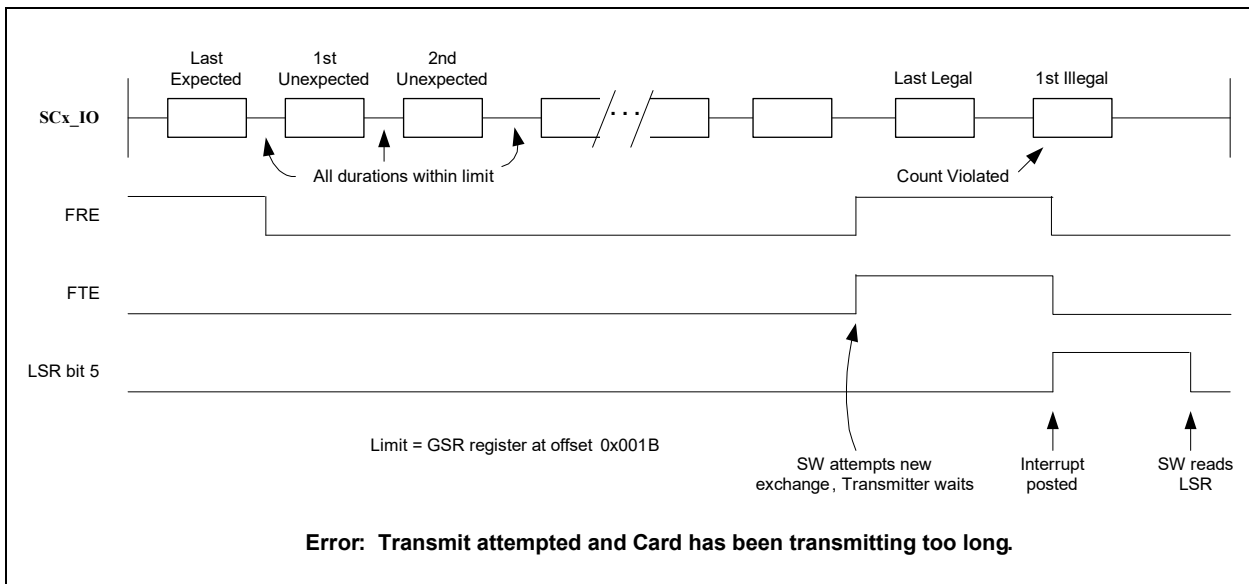 Last
Expected
1st
Unexpected
2nd
Unexpected
Last Legal
1st Illegal
SCx_IO
...
All durations within limit
Count Violated
FRE
FTE
LSR bit 5
Limit = GSR register at offset 0x001B
SW attempts new
exchange, Transmitter waits
Interrupt
posted
SW reads
LSR
Error: Transmit attempted and Card has been transmitting too long.